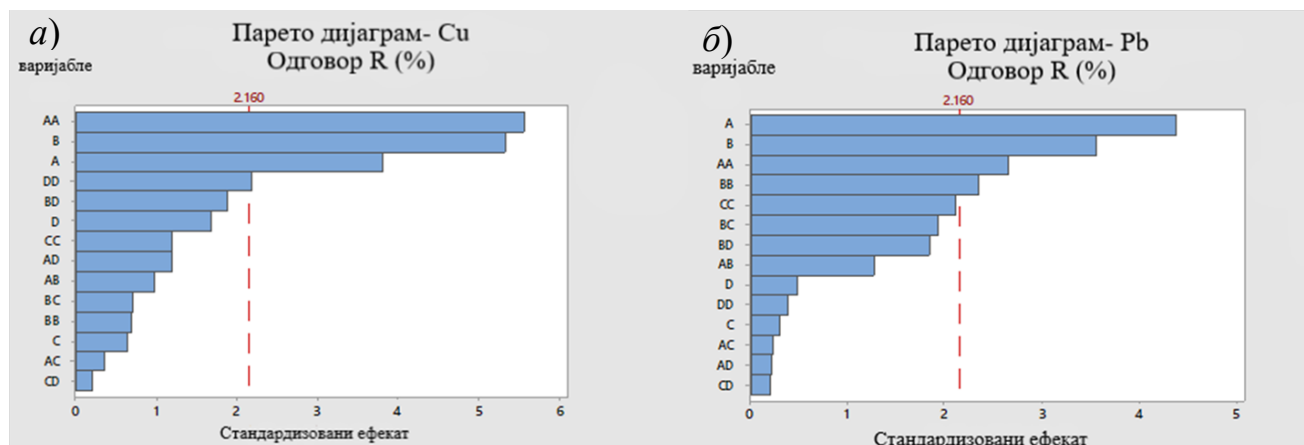 а)
Парето дијаграм- Cu
Одговор R (%)
варијабле
2.160
AA
B
A
DD
BD
D
CC
AD
AB
BC
BB
C
AC
CD
0 1 2 3 4 5 6
Стандардизовани ефекат
б)
Парето дијаграм- Pb
Одговор R (%)
варијабле
2.160
A
B
AA
BB
CC
BC
BD
AB
D
DD
C
AC
AD
CD
0 1 2 3 4 5
Стандардизовани ефекат